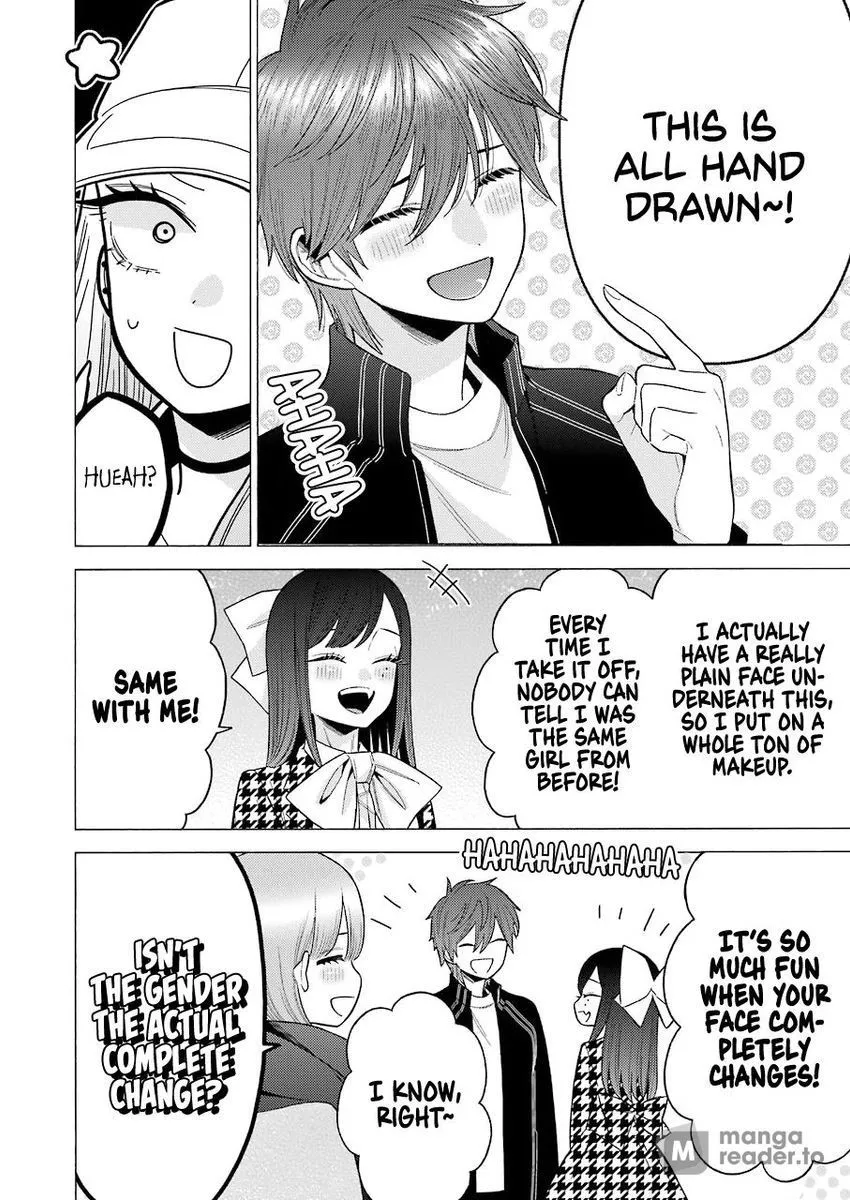 THIS IS
ALL HAND
DRAWN~!
AHAHA
HUEAH?
I ACTUALLY
HAVE A REALLY
PLAIN FACE UN-
DERNEATH THIS,
SO I PUT ON A
WHOLE TON OF
MAKEUP.
EVERY
TIME I
TAKE IT OFF,
NOBODY CAN
TELL I WAS
THE SAME
GIRL FROM
BEFORE!
SAME
WITH ME!
HAHAHAHAHAHA
IT'S SO
MUCH FUN
WHEN YOUR
FACE COM-
PLETELY
CHANGES!
I KNOW,
RIGHT~
ISN'T
THE GENDER
THE ACTUAL
COMPLETE
CHANGE?
M manga
reader.to